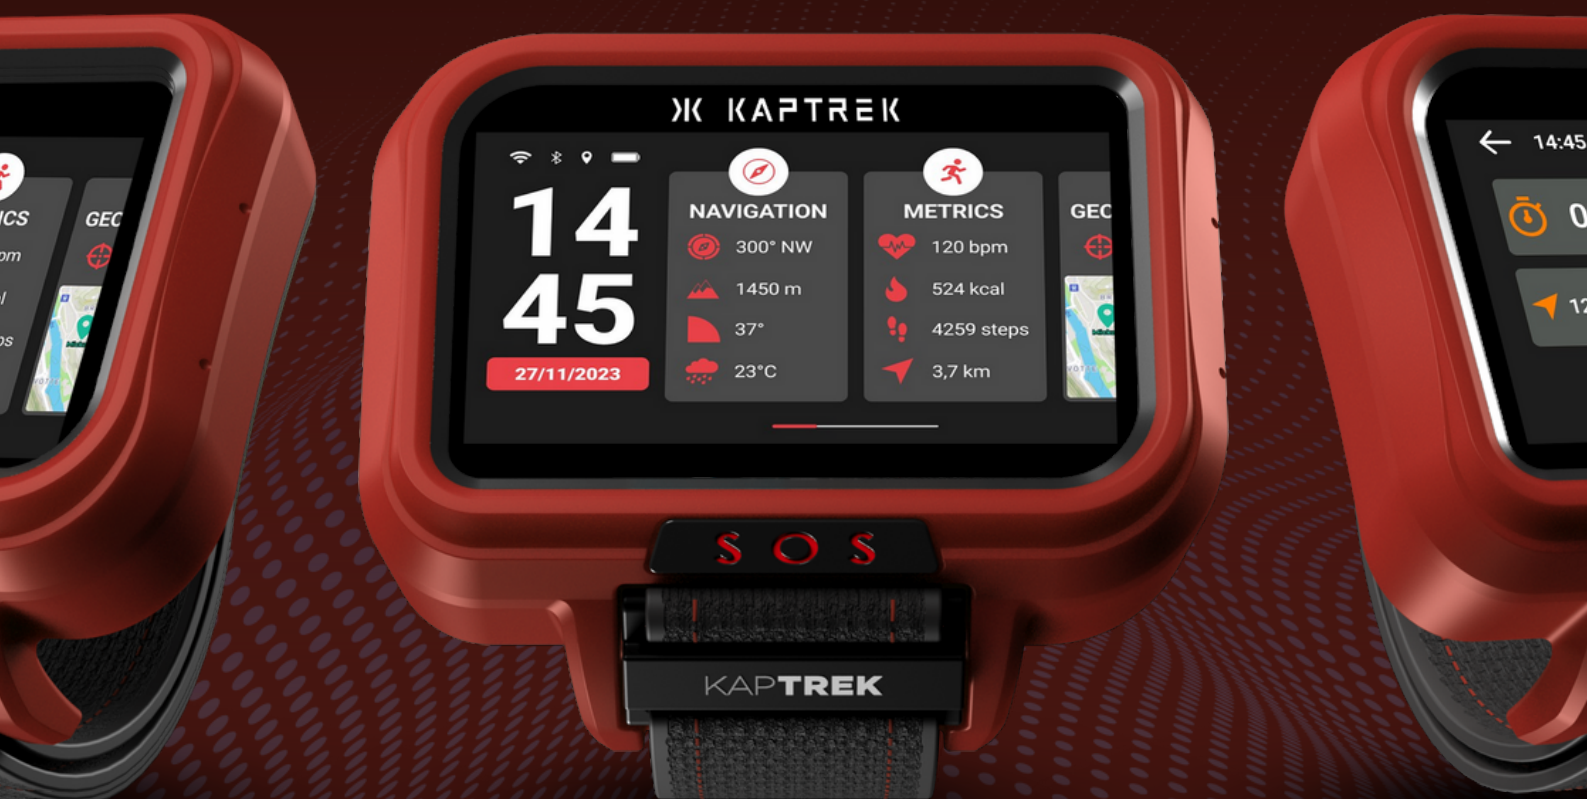 KAPTREK
14
45
27/11/2023
NAVIGATION
300° NW
1450 m
37°
23°C
METRICS
120 bpm
524 kcal
4259 steps
3,7 km
SOS
KAPTREK
14:45